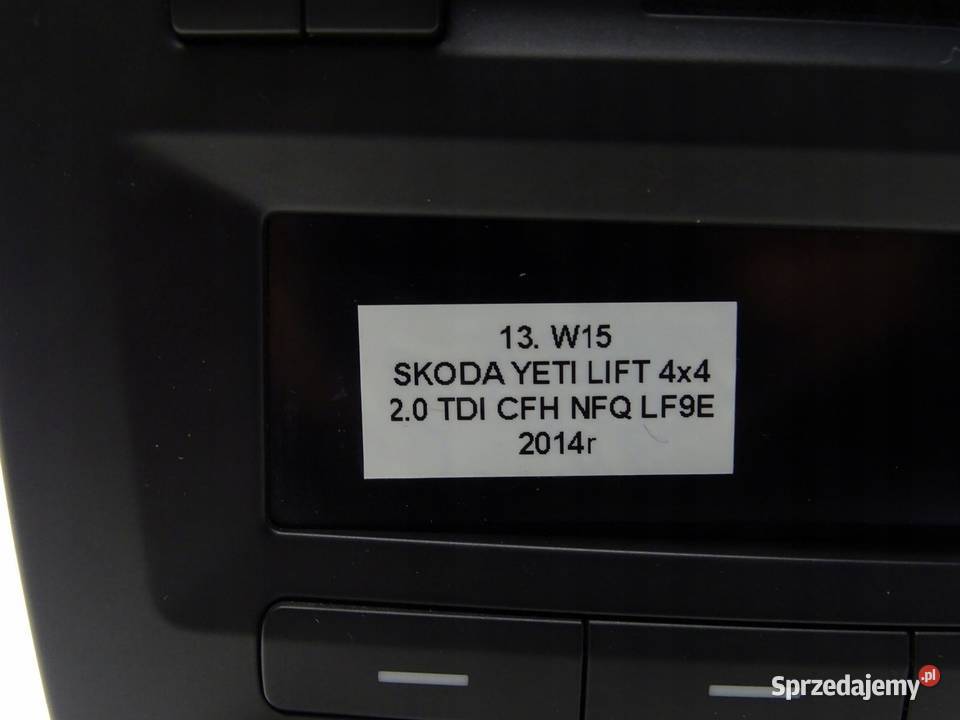 13. W15
SKODA YETI LIFT 4x4
2.0 TDI CFH NFQ LF9E
2014r
Sprzedajemy.pl